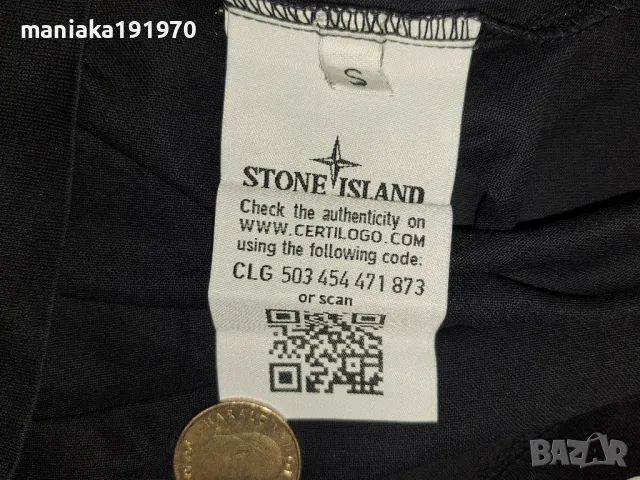 maniaka191970
S
STONE ISLAND
Check the authenticity on
WWW.CERTILOGO.COM
using the following code:
CLG 503 454 471 873
or scan
BAZAR